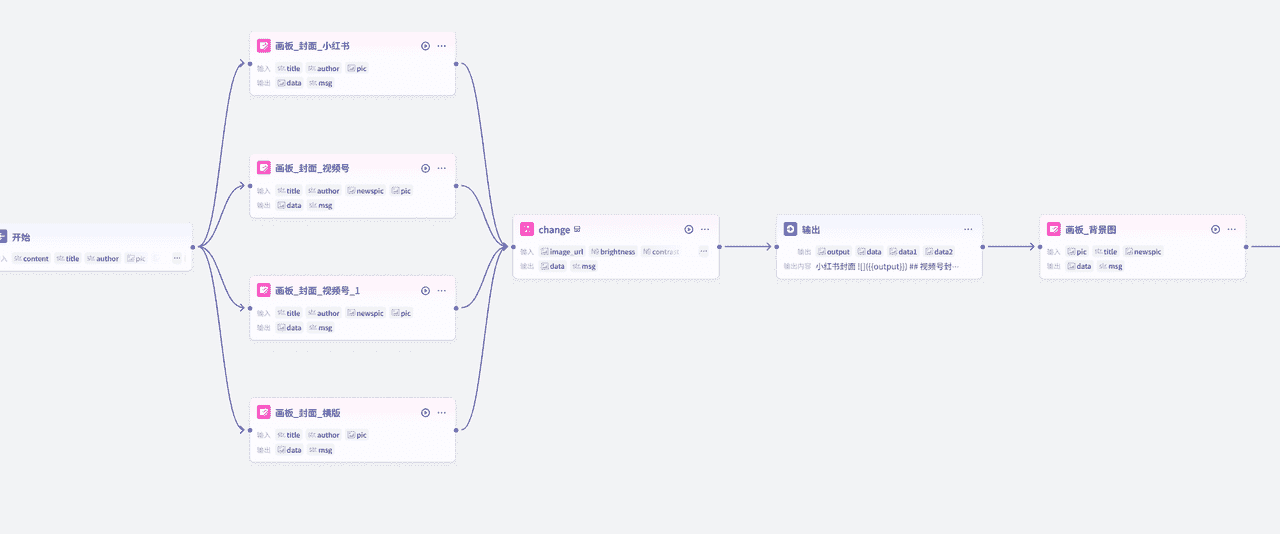 画板_封面_小红书
输入 title author pic
输出 data msg
画板_封面_视频号
输入 title author newspic pic
输出 data msg
开始
入 content title author pic
画板_封面_视频号_1
输入 title author newspic pic
输出 data msg
画板_封面_横版
输入 title author pic
输出 data msg
change
输入 image_url brightness contrast
输出 data msg
输出
输出 output data data1 data2
输出内容 小红书封面 ![]({{output}}) ## 视频号封···
画板_背景图
输入 pic title newspic
输出 data msg